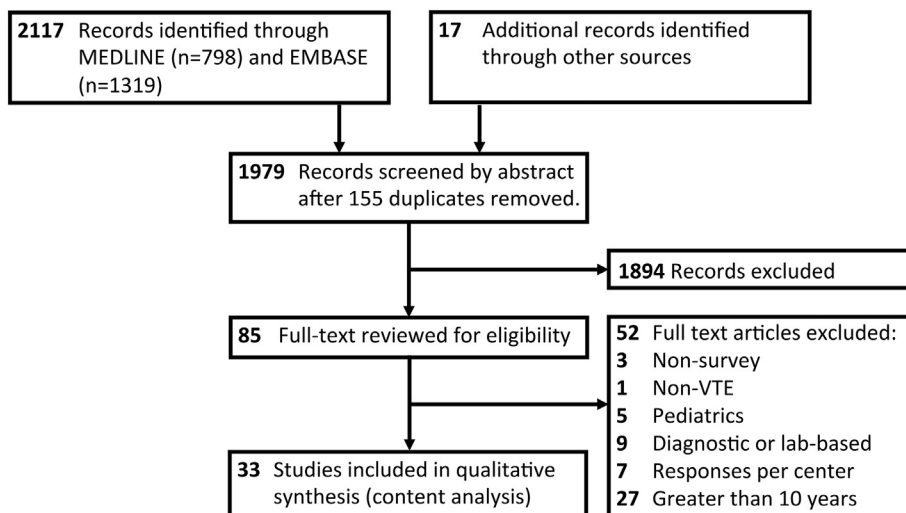 2117 Records identified through
MEDLINE (n=798) and EMBASE
(n=1319)
17 Additional records identified
through other sources
1979 Records screened by abstract
after 155 duplicates removed.
1894 Records excluded
85 Full-text reviewed for eligibility
52 Full text articles excluded:
3 Non-survey
1 Non-VTE
5 Pediatrics
9 Diagnostic or lab-based
7 Responses per center
27 Greater than 10 years
33 Studies included in qualitative
synthesis (content analysis)